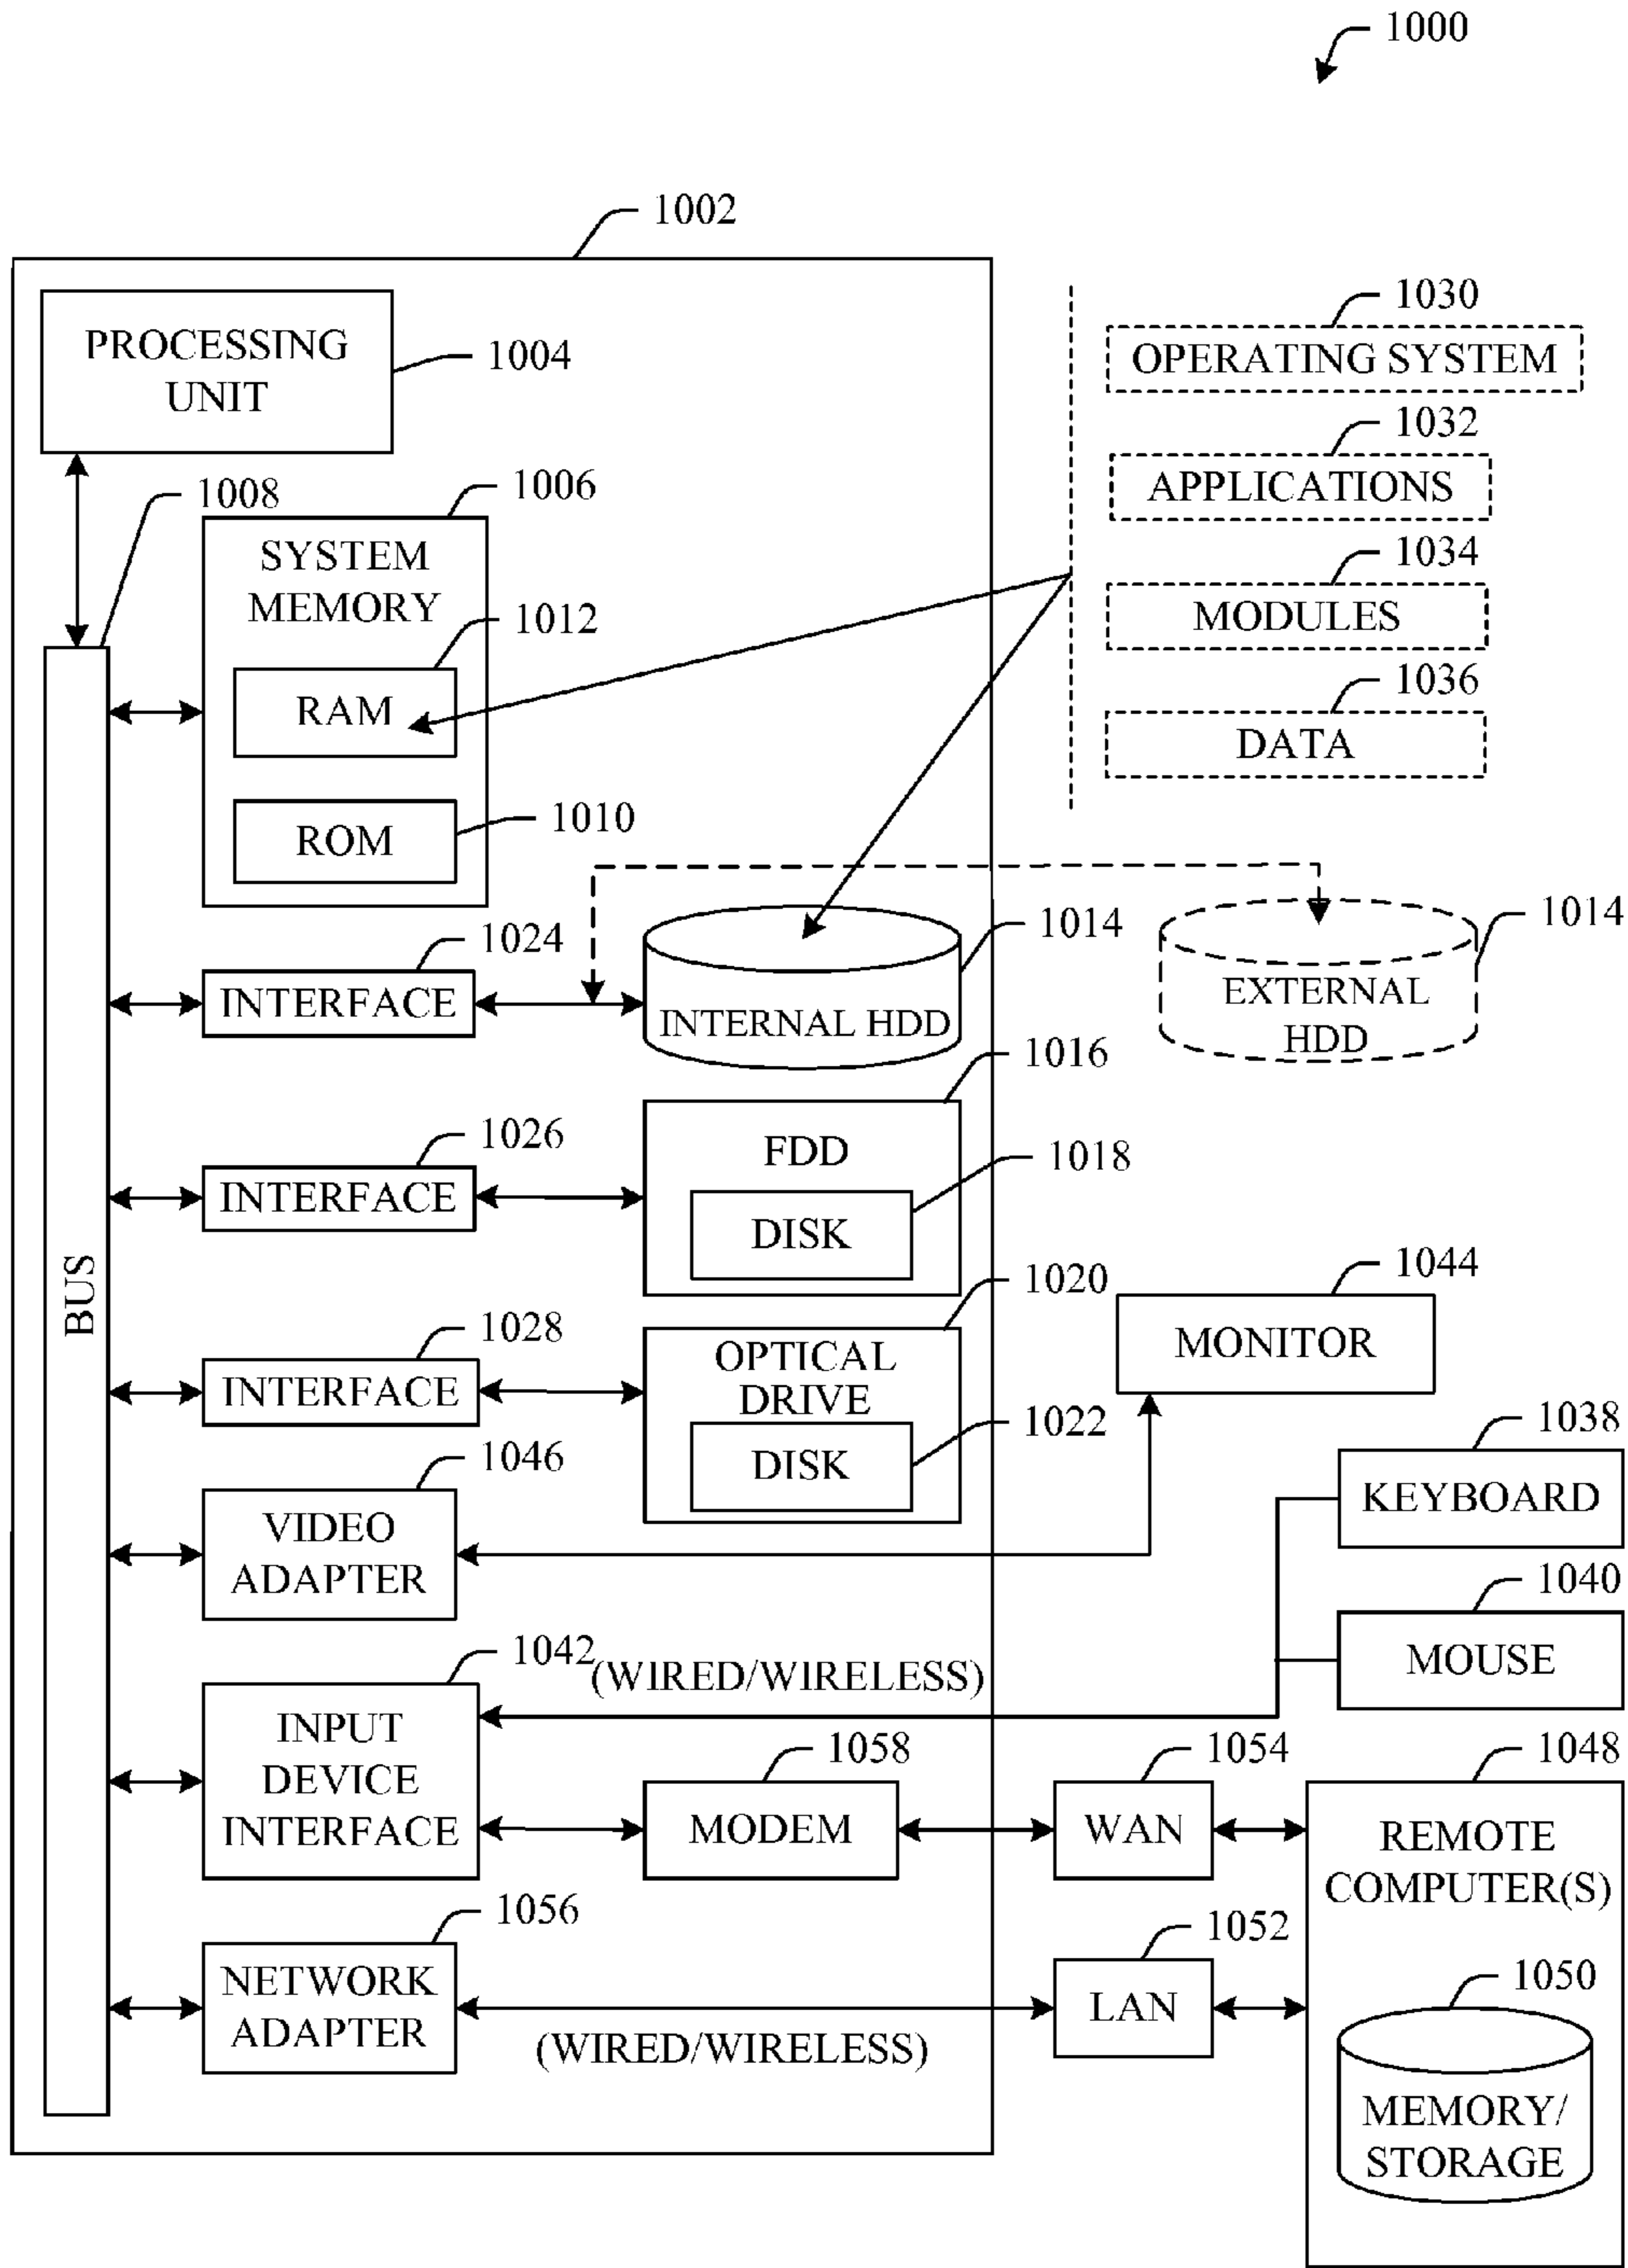 1000
1002
PROCESSING
UNIT
1004
1030
OPERATING SYSTEM
1032
APPLICATIONS
1034
MODULES
1036
DATA
1008
1006
SYSTEM
MEMORY
1012
RAM
1010
ROM
BUS
1024
INTERFACE
1014
INTERNAL HDD
1014
EXTERNAL
HDD
1026
INTERFACE
1016
FDD
1018
DISK
1028
INTERFACE
1020
OPTICAL
DRIVE
1022
DISK
1044
MONITOR
1046
VIDEO
ADAPTER
1038
KEYBOARD
1040
MOUSE
1042
(WIRED/WIRELESS)
INPUT
DEVICE
INTERFACE
1058
MODEM
1054
WAN
1048
REMOTE
COMPUTER(S)
1056
NETWORK
ADAPTER
(WIRED/WIRELESS)
1052
LAN
1050
MEMORY/
STORAGE